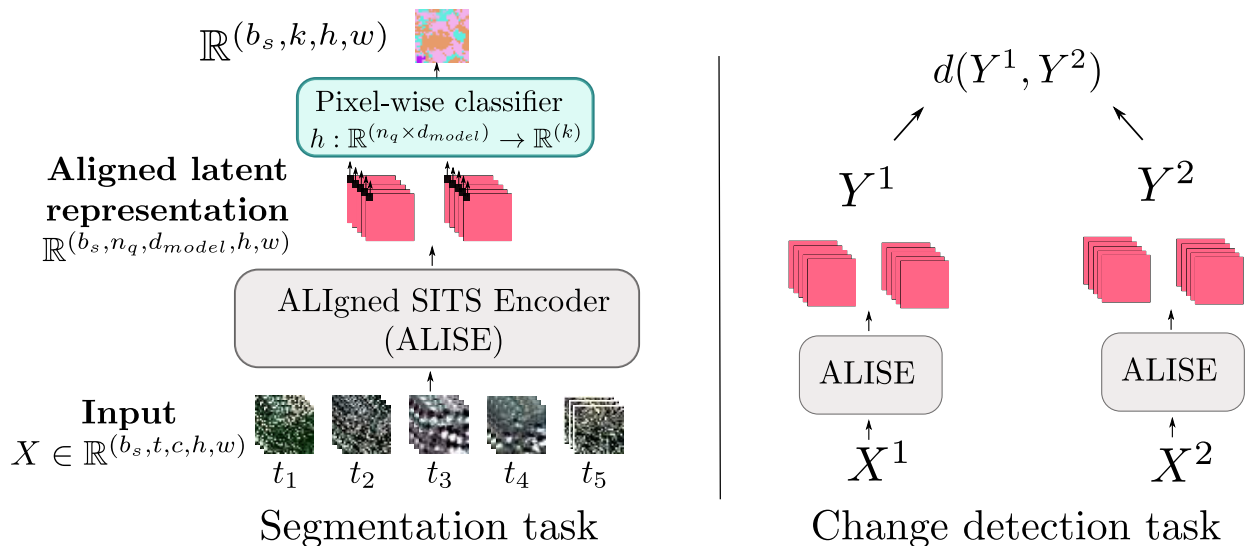 ℝ^(b_s,k,h,w)
Pixel-wise classifier
h : ℝ^(n_q×d_model) → ℝ^(k)
Aligned latent
representation
ℝ^(b_s,n_q,d_model,h,w)
ALIgned SITS Encoder
(ALISE)
Input
X ∈ ℝ^(b_s,t,c,h,w)
t_1 t_2 t_3 t_4 t_5
Segmentation task
d(Y^1, Y^2)
Y^1 Y^2
ALISE ALISE
X^1 X^2
Change detection task